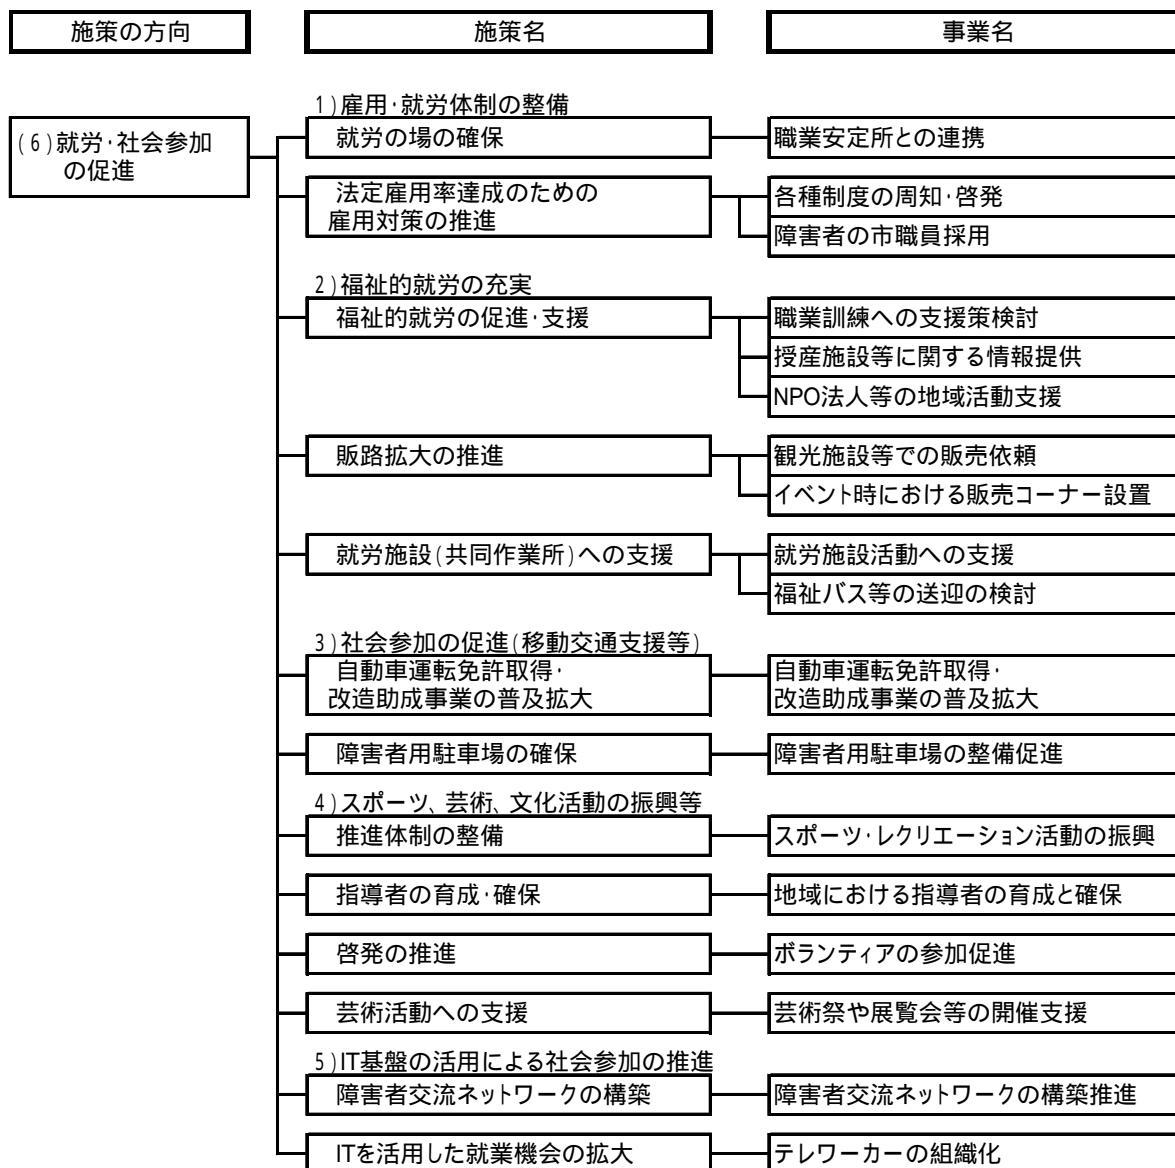 施策の方向
施策名
事業名
1)雇用・就労体制の整備
(6)就労・社会参加
の促進
就労の場の確保
職業安定所との連携
法定雇用率達成のための
雇用対策の推進
各種制度の周知・啓発
障害者の市職員採用
2)福祉的就労の充実
福祉的就労の促進・支援
職業訓練への支援策検討
授産施設等に関する情報提供
NPO法人等の地域活動支援
販路拡大の推進
観光施設等での販売依頼
イベント時における販売コーナー設置
就労施設(共同作業所)への支援
就労施設活動への支援
福祉バス等の送迎の検討
3)社会参加の促進(移動交通支援等)
自動車運転免許取得・
改造助成事業の普及拡大
自動車運転免許取得・
改造助成事業の普及拡大
障害者用駐車場の確保
障害者用駐車場の整備促進
4)スポーツ、芸術、文化活動の振興等
推進体制の整備
スポーツ・レクリエーション活動の振興
指導者の育成・確保
地域における指導者の育成と確保
啓発の推進
ボランティアの参加促進
芸術活動への支援
芸術祭や展覧会等の開催支援
5)IT基盤の活用による社会参加の推進
障害者交流ネットワークの構築
障害者交流ネットワークの構築推進
ITを活用した就業機会の拡大
テレワーカーの組織化